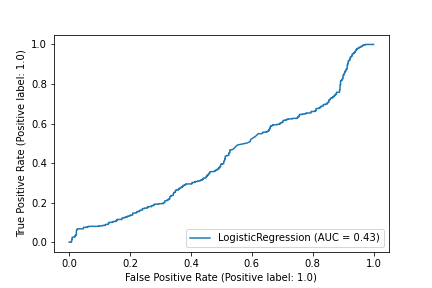 1.0
0.8
0.6
0.4
0.2
0.0
True Positive Rate (Positive label: 1.0)
LogisticRegression (AUC = 0.43)
0.0 0.2 0.4 0.6 0.8 1.0
False Positive Rate (Positive label: 1.0)